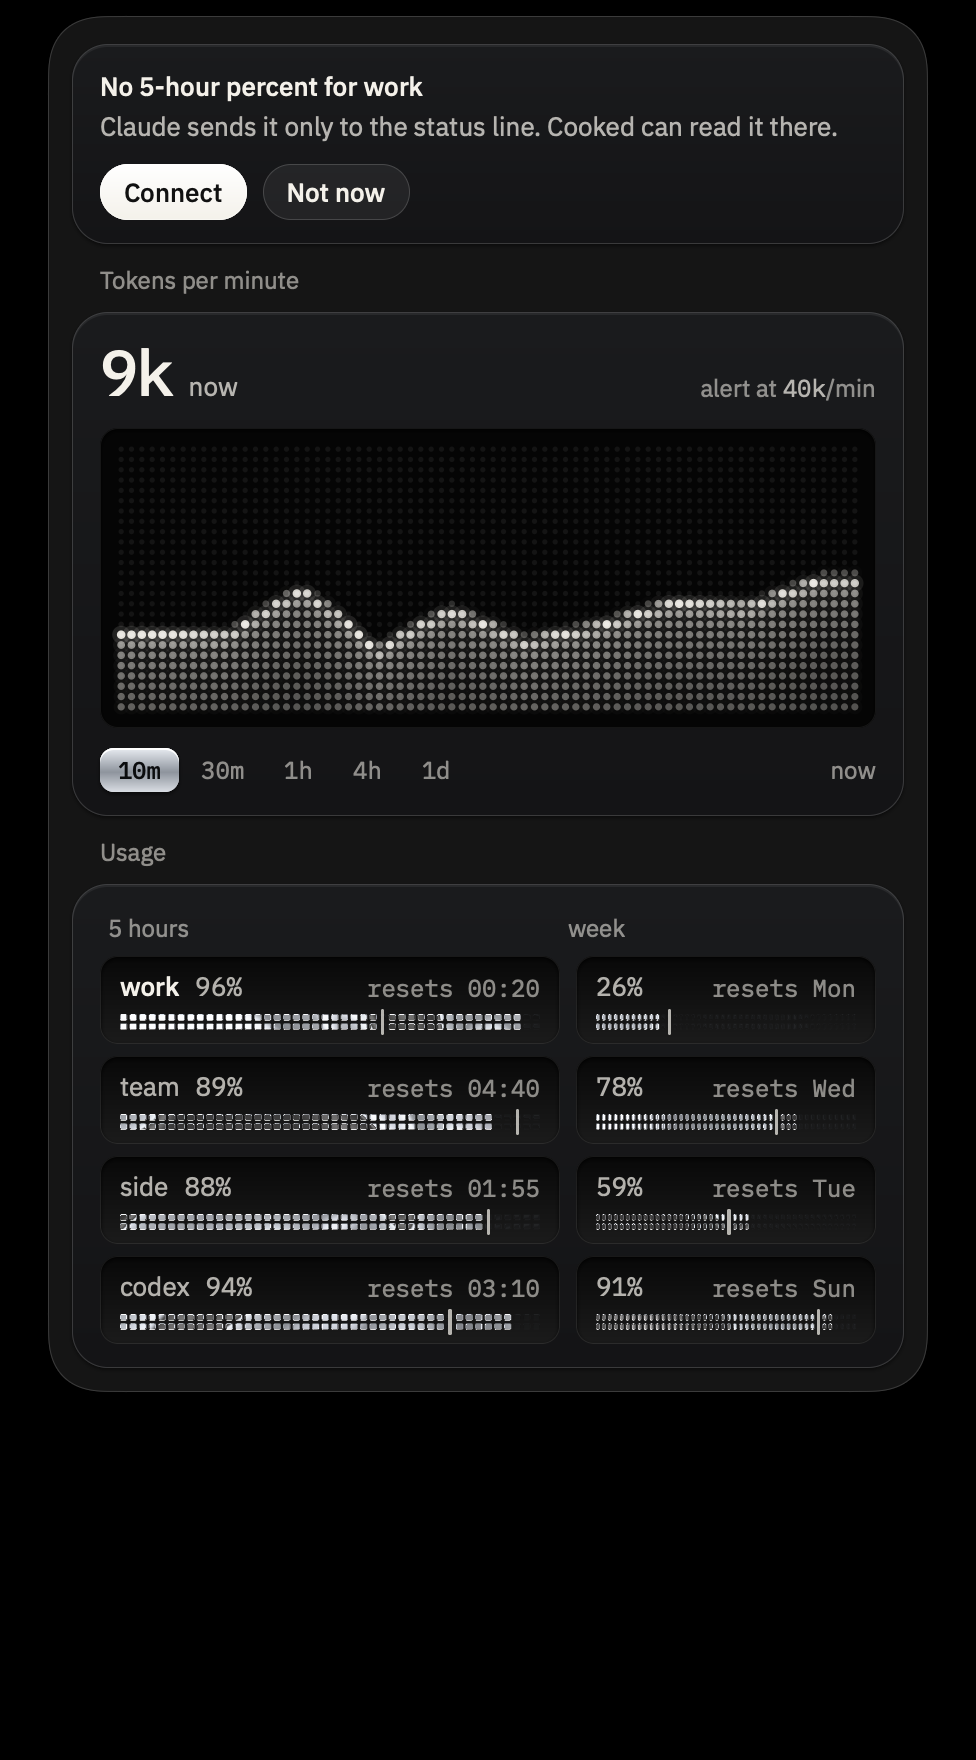 No 5-hour percent for work
Claude sends it only to the status line. Cooked can read it there.
Connect Not now
Tokens per minute
9k now alert at 40k/min
10m 30m 1h 4h 1d now
Usage
5 hours week
work 96% resets 00:20 26% resets Mon
team 89% resets 04:40 78% resets Wed
side 88% resets 01:55 59% resets Tue
codex 94% resets 03:10 91% resets Sun